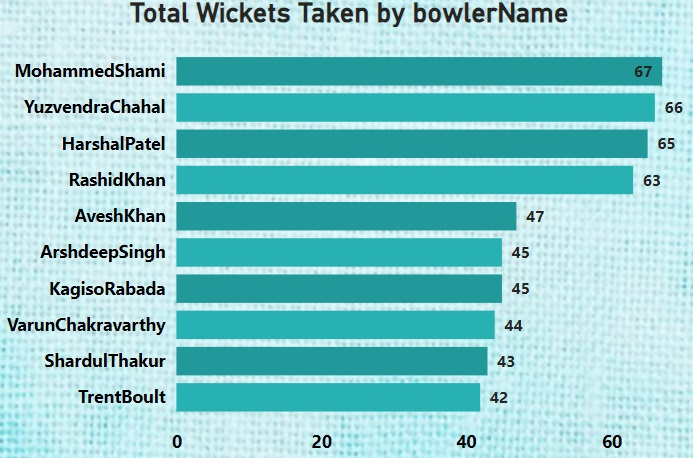 Total Wickets Taken by bowlerName
MohammedShami 67
YuzvendraChahal 66
HarshalPatel 65
RashidKhan 63
AveshKhan 47
ArshdeepSingh 45
KagisoRabada 45
VarunChakravarthy 44
ShardulThakur 43
TrentBoult 42
0 20 40 60